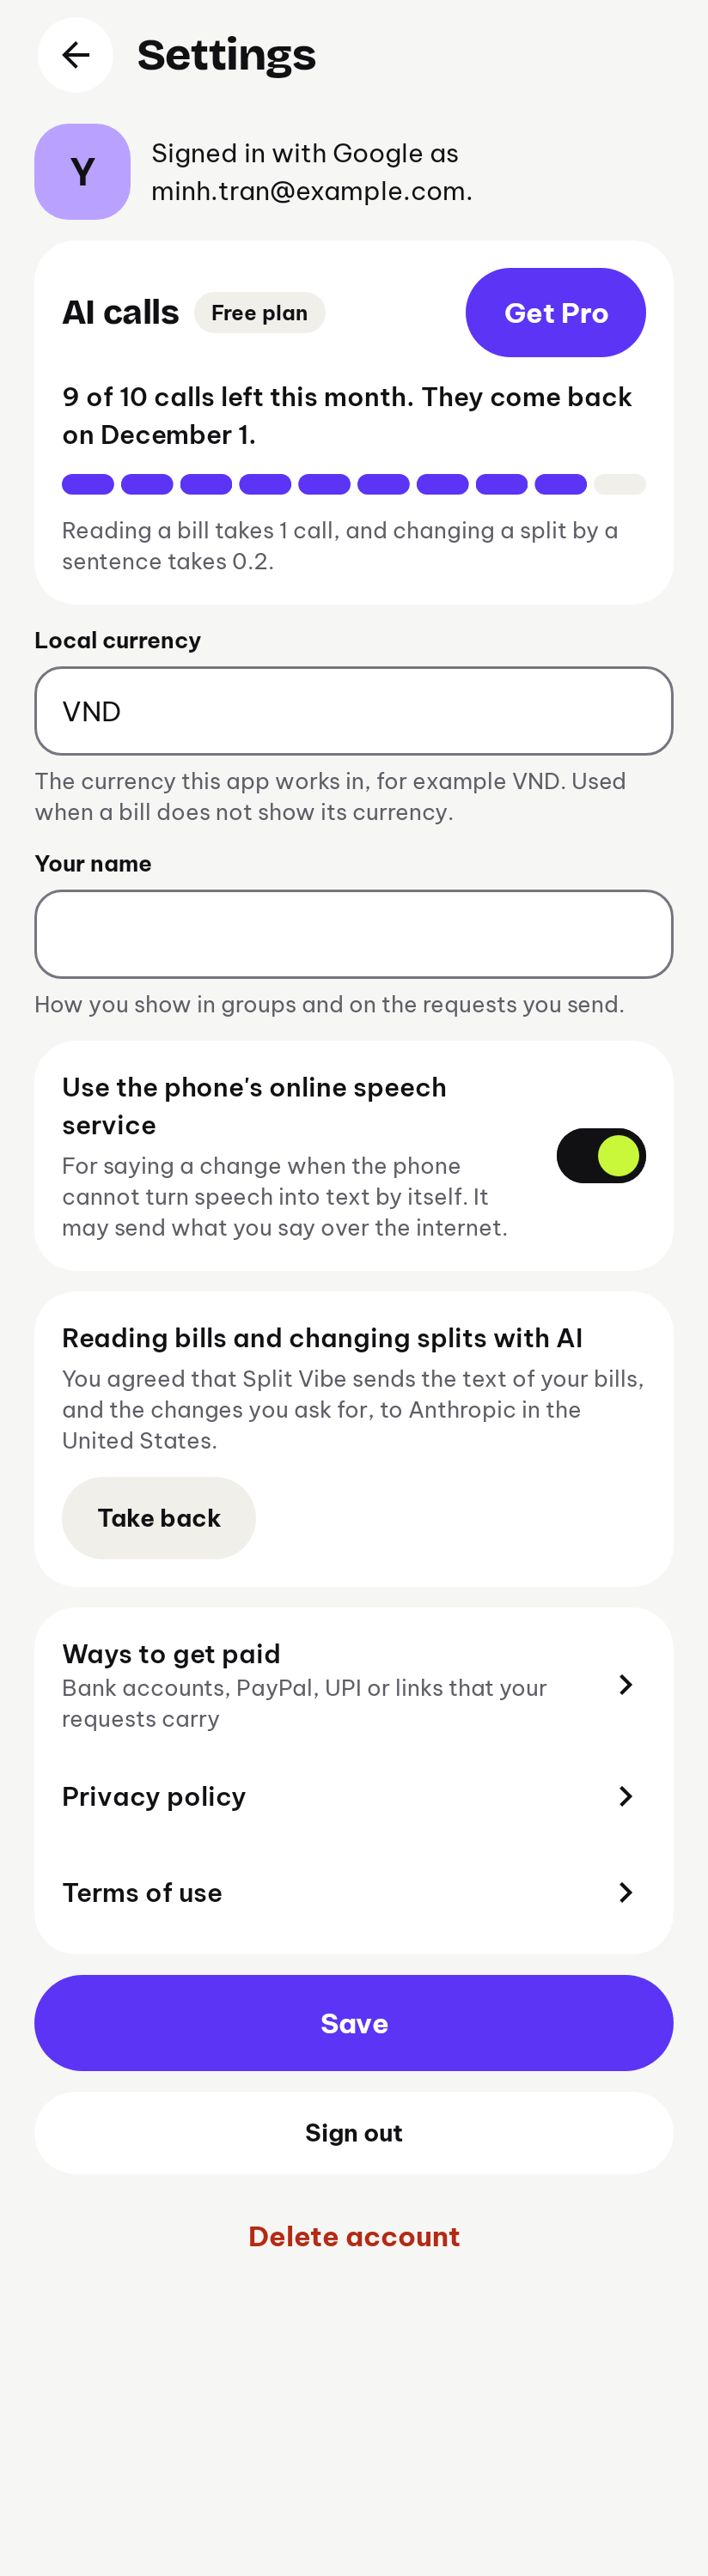 Settings
Y
Signed in with Google as
minh.tran@example.com.
AI calls
Free plan
Get Pro
9 of 10 calls left this month. They come back
on December 1.
Reading a bill takes 1 call, and changing a split by a
sentence takes 0.2.
Local currency
VND
The currency this app works in, for example VND. Used
when a bill does not show its currency.
Your name
How you show in groups and on the requests you send.
Use the phone's online speech
service
For saying a change when the phone
cannot turn speech into text by itself. It
may send what you say over the internet.
Reading bills and changing splits with AI
You agreed that Split Vibe sends the text of your bills,
and the changes you ask for, to Anthropic in the
United States.
Take back
Ways to get paid
Bank accounts, PayPal, UPI or links that your
requests carry
Privacy policy
Terms of use
Save
Sign out
Delete account